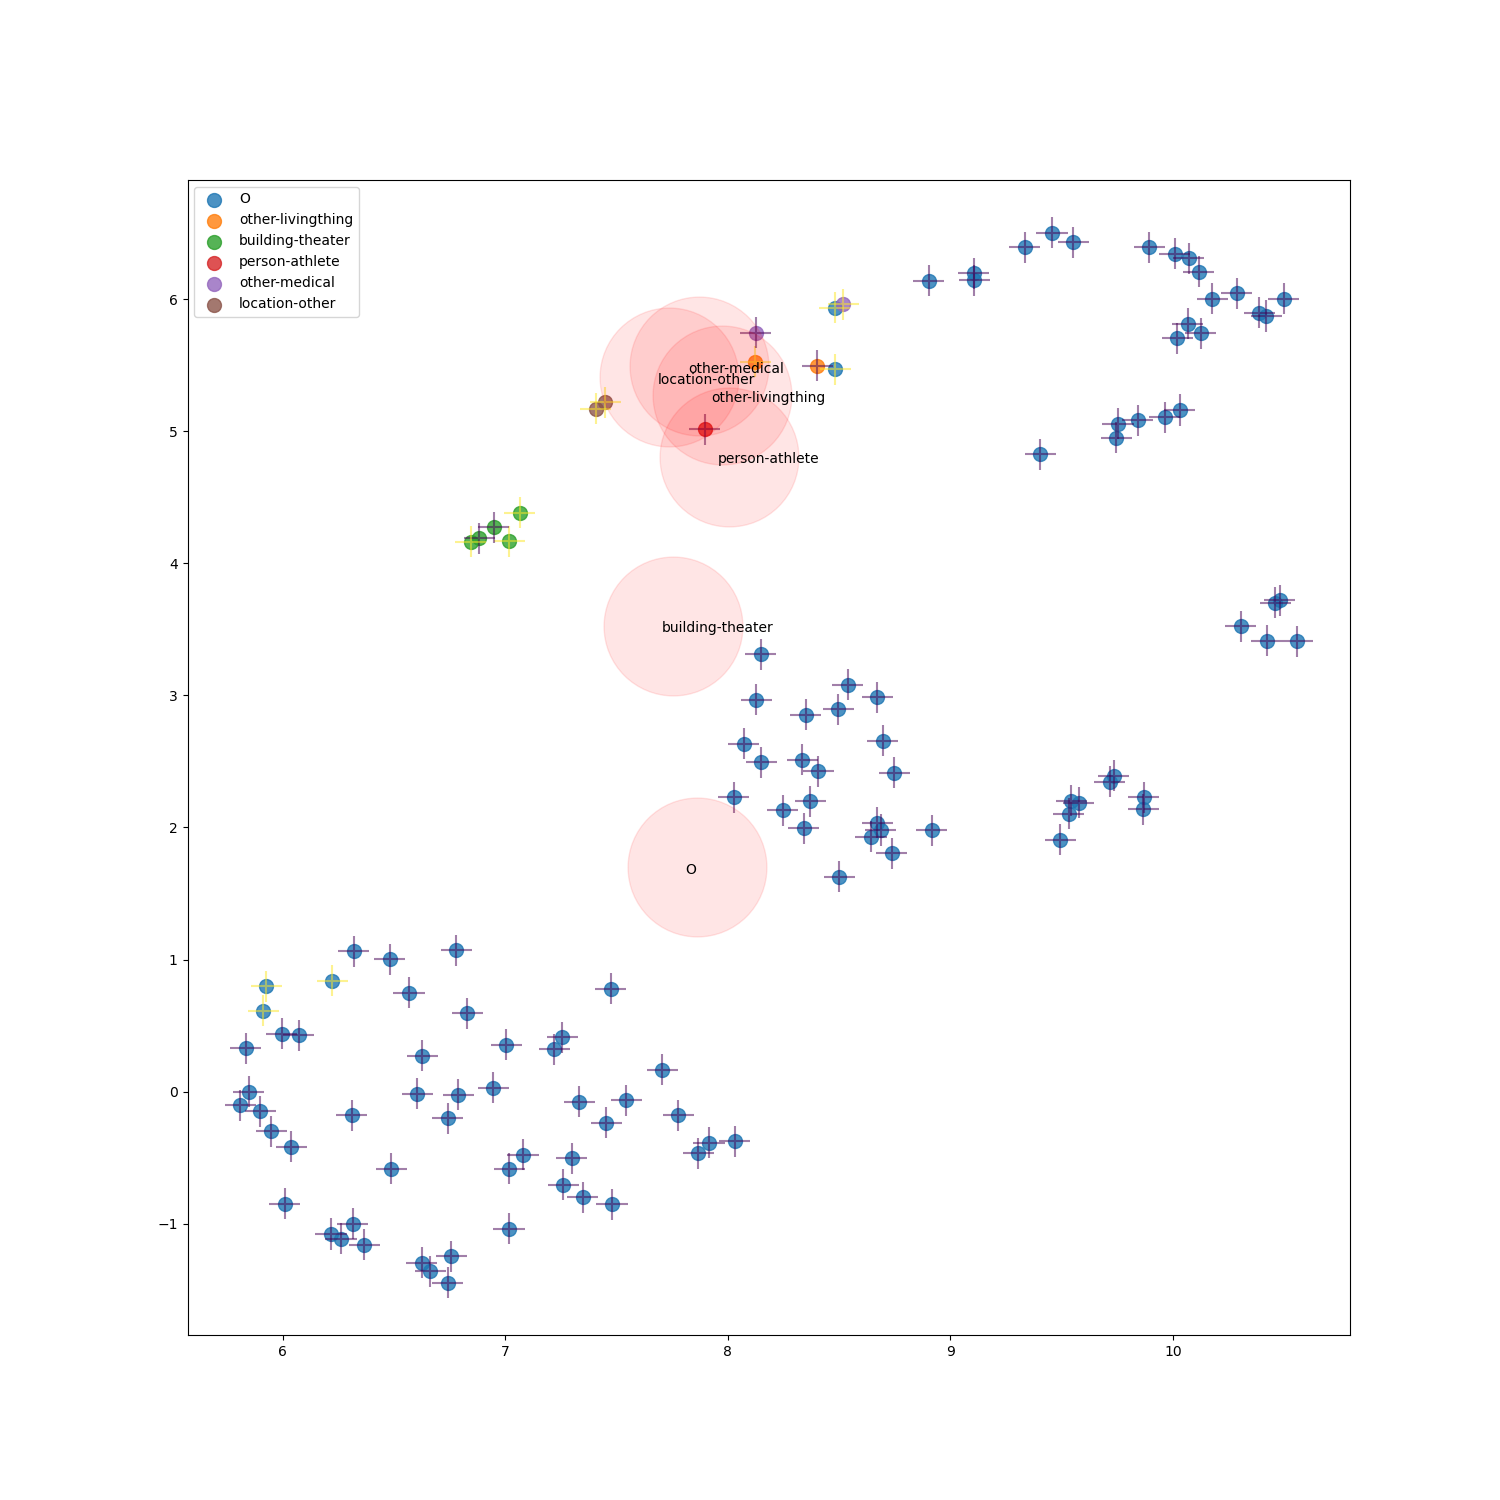 O
other-livingthing
building-theater
person-athlete
other-medical
location-other
6
5
4
3
2
1
0
−1
other-medical
location-other
other-livingthing
person-athlete
building-theater
O
6
7
8
9
10